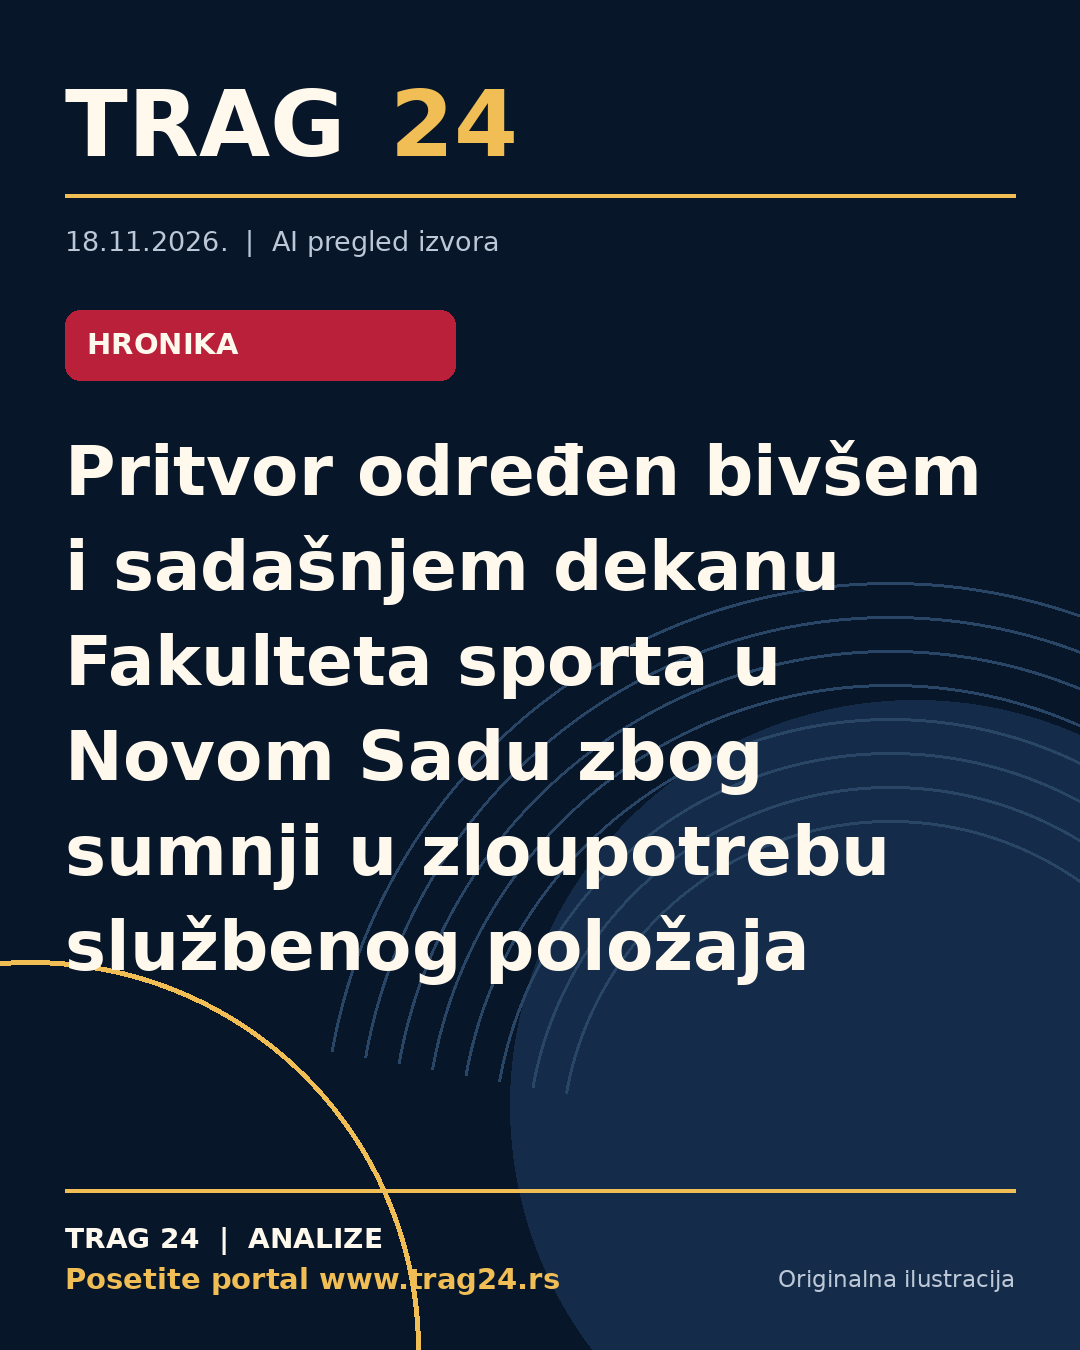 TRAG 24
18.11.2026. | AI pregled izvora
HRONIKA
Pritvor određen bivšem
i sadašnjem dekanu
Fakulteta sporta u
Novom Sadu zbog
sumnji u zloupotrebu
službenog položaja
TRAG 24 | ANALIZE
Posetite portal www.trag24.rs
Originalna ilustracija